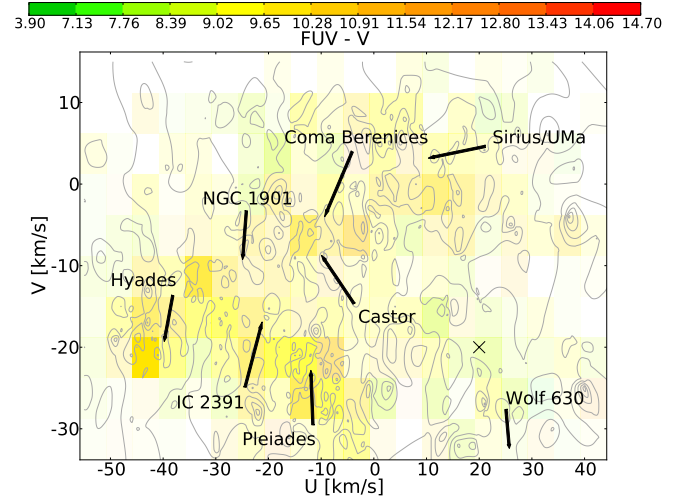 3.90 7.13 7.76 8.39 9.02 9.65 10.28 10.91 11.54 12.17 12.80 13.43 14.06 14.70
FUV - V
10
Coma Berenices
Sirius/UMa
0
NGC 1901
V [km/s]
-10
Hyades
Castor
-20
IC 2391
Wolf 630
-30
Pleiades
-50 -40 -30 -20 -10 0 10 20 30 40
U [km/s]